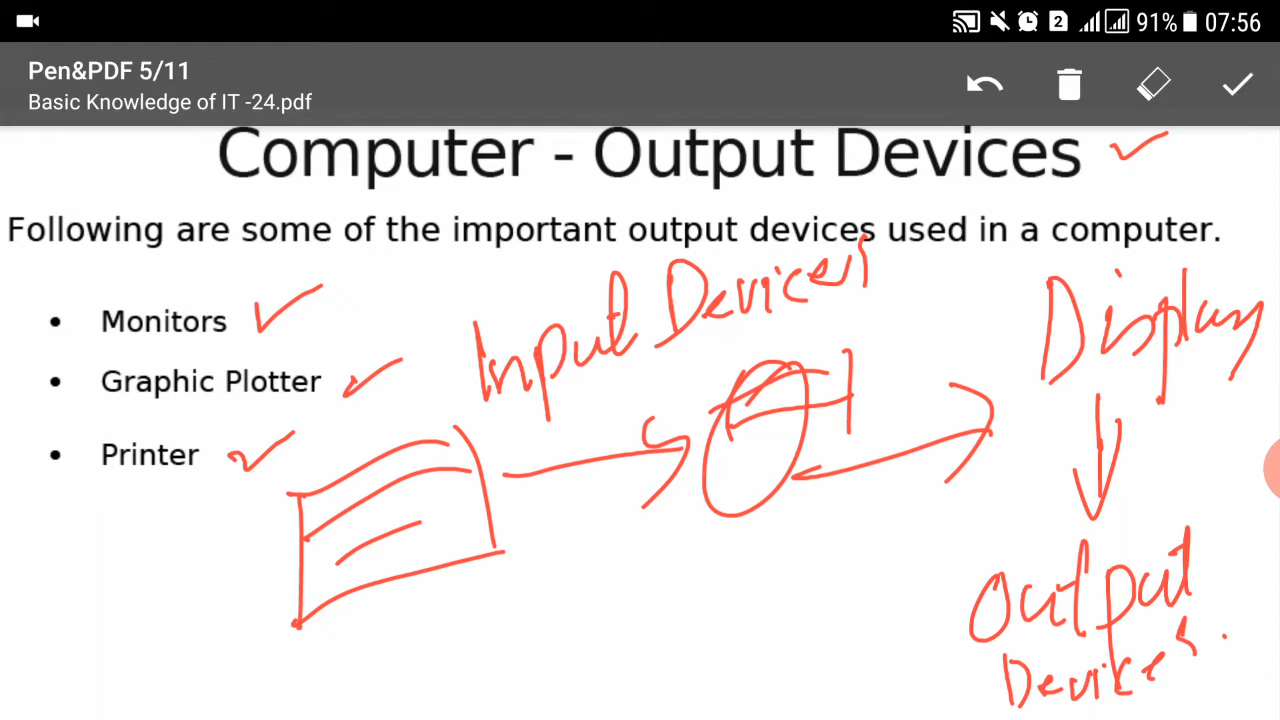 2 91% 07:56
Pen&PDF 5/11
Basic Knowledge of IT -24.pdf
Computer - Output Devices
Following are some of the important output devices used in a computer.
• Monitors
• Graphic Plotter
• Printer
Input Devices
Display
Output
Devices